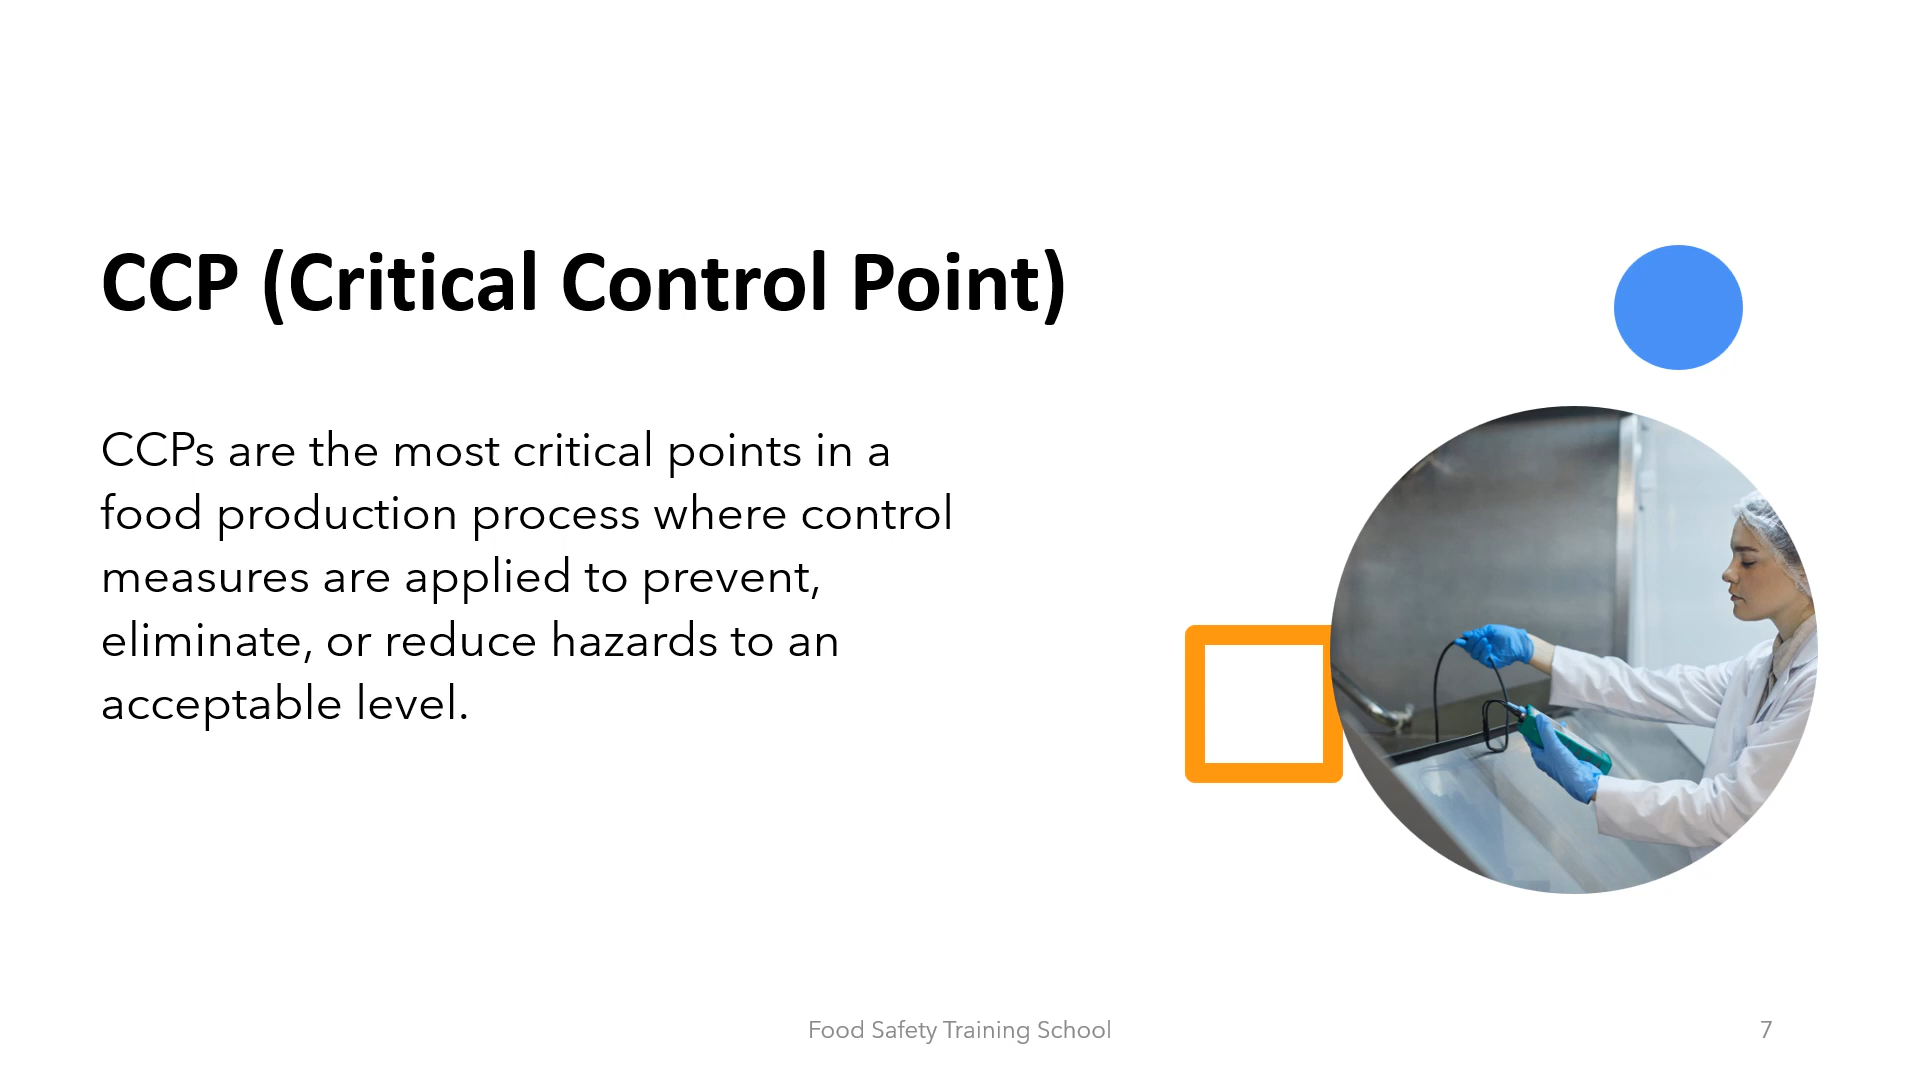 CCP (Critical Control Point)
CCPs are the most critical points in a
food production process where control
measures are applied to prevent,
eliminate, or reduce hazards to an
acceptable level.
Food Safety Training School
7